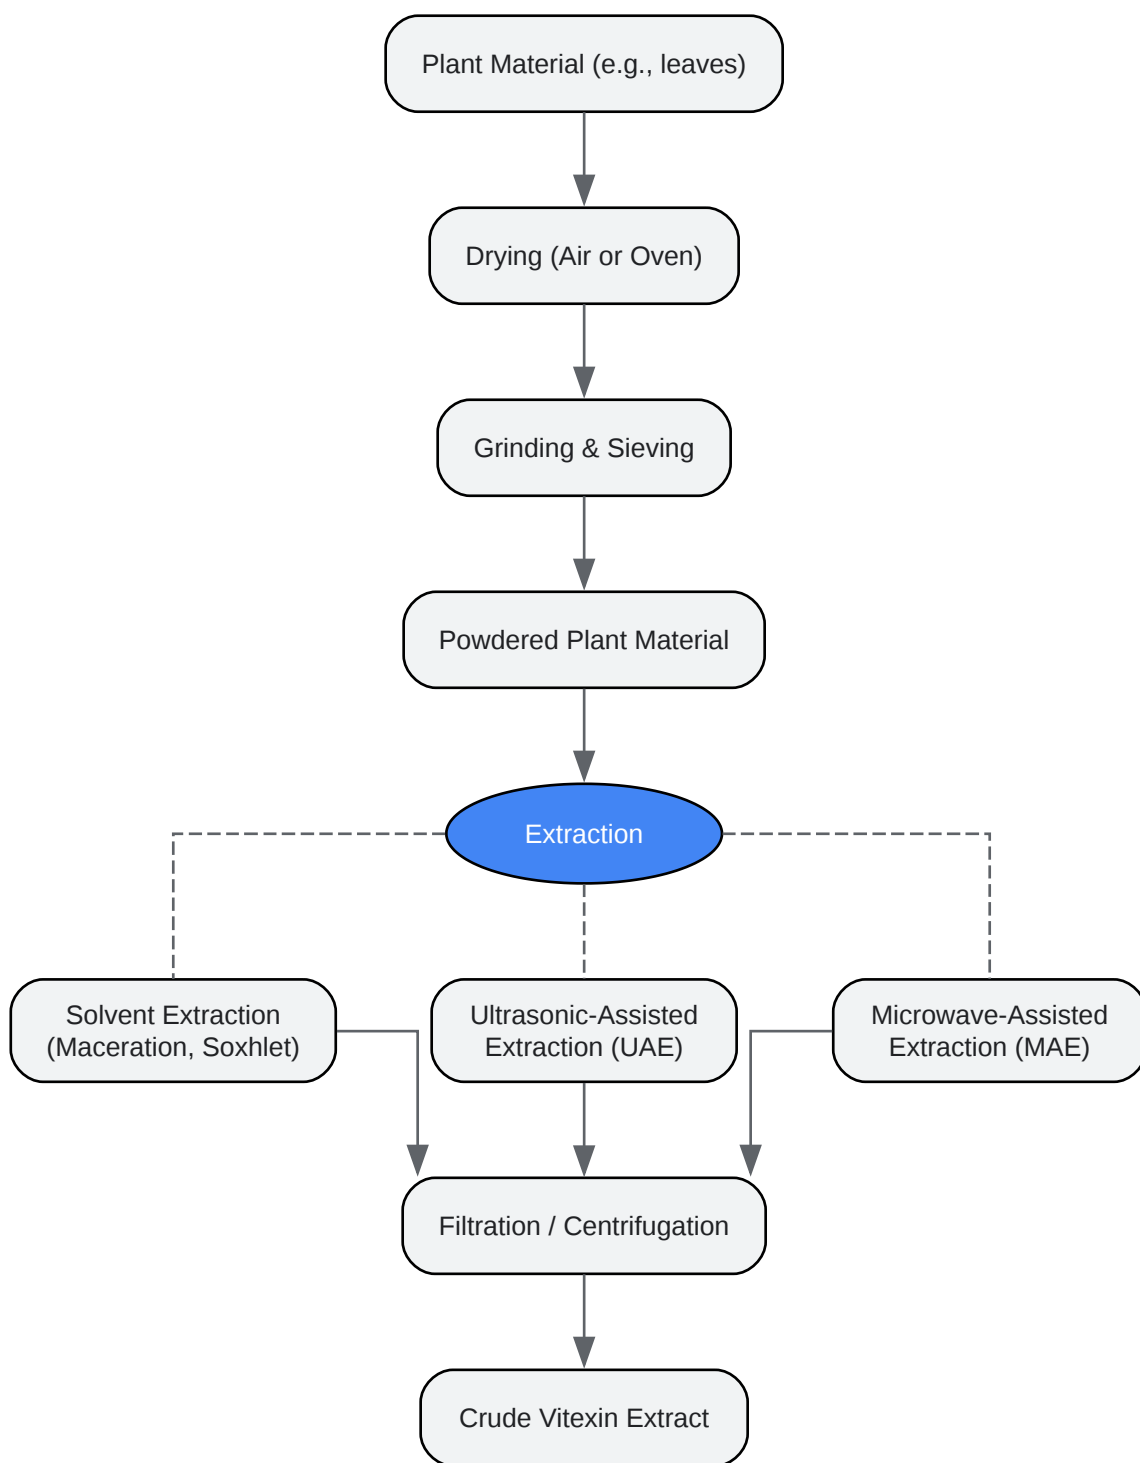 Plant Material (e.g., leaves)
Drying (Air or Oven)
Grinding & Sieving
Powdered Plant Material
Extraction
Solvent Extraction
(Maceration, Soxhlet)
Ultrasonic-Assisted
Extraction (UAE)
Microwave-Assisted
Extraction (MAE)
Filtration / Centrifugation
Crude Vitexin Extract